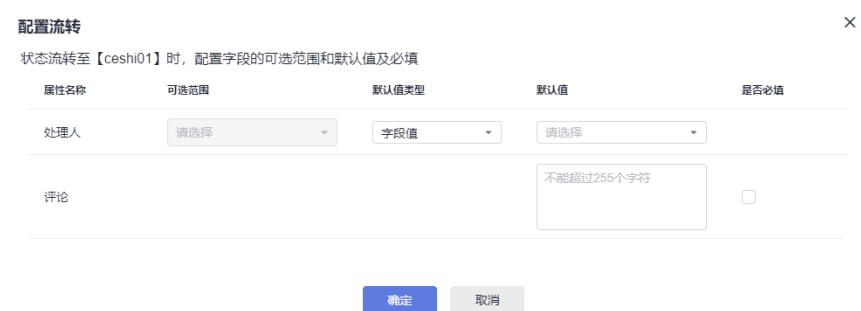 配置流转
状态流转至【ceshi01】时，配置字段的可选范围和默认值及必填
属性名称 可选范围 默认值类型 默认值 是否必填
处理人 请选择 字段值 请选择
不能超过255个字符
评论
确定 取消